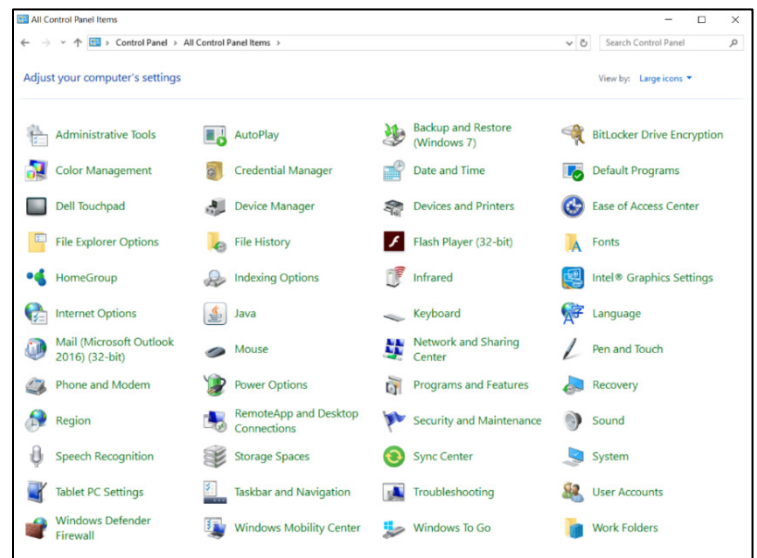 All Control Panel Items
Control Panel > All Control Panel Items >
Search Control Panel
Adjust your computer's settings
View by: Large icons
Administrative Tools
AutoPlay
Backup and Restore
(Windows 7)
BitLocker Drive Encryption
Color Management
Credential Manager
Date and Time
Default Programs
Dell Touchpad
Device Manager
Devices and Printers
Ease of Access Center
File Explorer Options
File History
Flash Player (32-bit)
Fonts
HomeGroup
Indexing Options
Infrared
Intel® Graphics Settings
Internet Options
Java
Keyboard
Language
Mail (Microsoft Outlook
2016) (32-bit)
Mouse
Network and Sharing
Center
Pen and Touch
Phone and Modem
Power Options
Programs and Features
Recovery
Region
RemoteApp and Desktop
Connections
Security and Maintenance
Sound
Speech Recognition
Storage Spaces
Sync Center
System
Tablet PC Settings
Taskbar and Navigation
Troubleshooting
User Accounts
Windows Defender
Firewall
Windows Mobility Center
Windows To Go
Work Folders